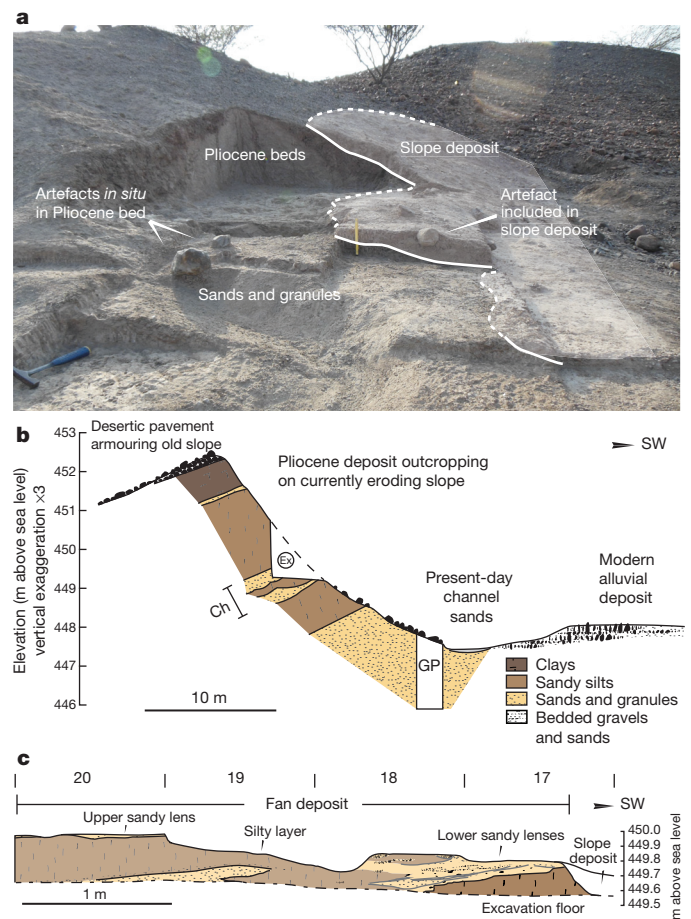 a
Pliocene beds
Slope deposit
Artefacts in situ
in Pliocene bed
Artefact
included in
slope deposit
Sands and granules
b
Desertic pavement
armouring old slope
SW
Pliocene deposit outcropping
on currently eroding slope
Elevation (m above sea level)
vertical exaggeration ×3
453
452
451
450
449
448
447
446
Ex
Ch
GP
Present-day
channel
sands
Modern
alluvial
deposit
10 m
Clays
Sandy silts
Sands and granules
Bedded gravels
and sands
c
20
19
18
17
Fan deposit
SW
Upper sandy lens
Silty layer
Lower sandy lenses
Slope
deposit
450.0
449.9
449.8
449.7
449.6
449.5
m above sea level
1 m
Excavation floor